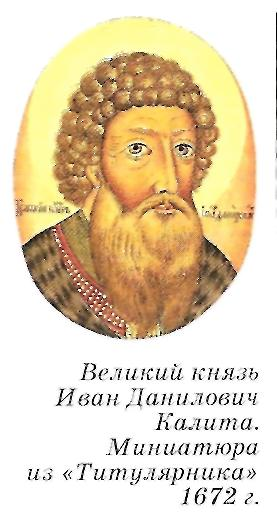 Великий князь
Иван Данилович
Калита.
Миниатюра
из «Титулярника»
1672 г.